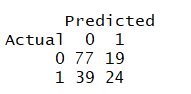 Predicted
Actual 0 1
0 77 19
1 39 24